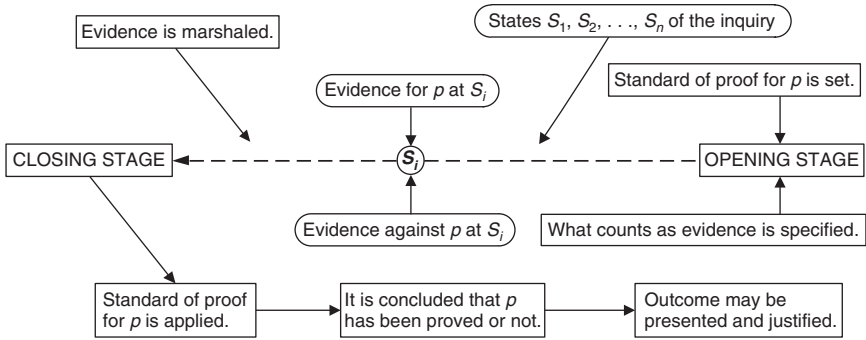 States S1, S2, . . ., Sn of the inquiry
Evidence is marshaled.
Evidence for p at Si
Standard of proof for p is set.
CLOSING STAGE
Si
OPENING STAGE
Evidence against p at Si
What counts as evidence is specified.
Standard of proof
for p is applied.
It is concluded that p
has been proved or not.
Outcome may be
presented and justified.